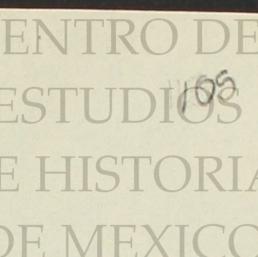 ENTRO DE
105
ESTUDIOS
E HISTORIA
DE MEXICO